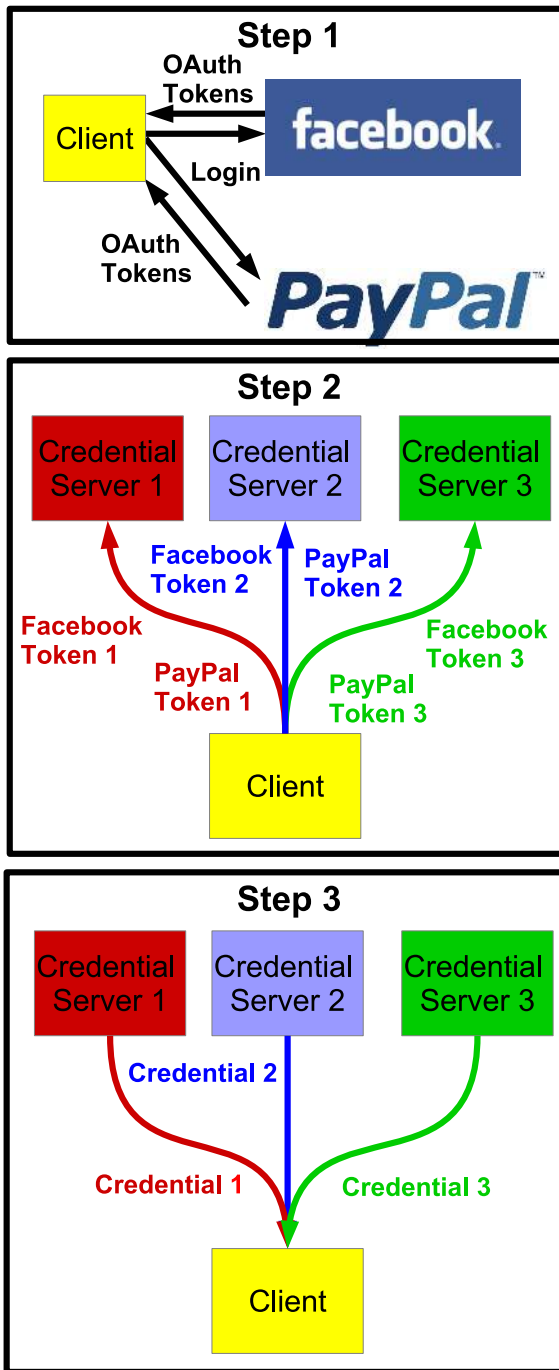 Step 1
OAuth
Tokens
Client
facebook.
Login
OAuth
Tokens
PayPal™
Step 2
Credential
Server 1
Credential
Server 2
Credential
Server 3
Facebook
Token 2
PayPal
Token 2
Facebook
Token 1
Facebook
Token 3
PayPal
Token 1
PayPal
Token 3
Client
Step 3
Credential
Server 1
Credential
Server 2
Credential
Server 3
Credential 2
Credential 1
Credential 3
Client